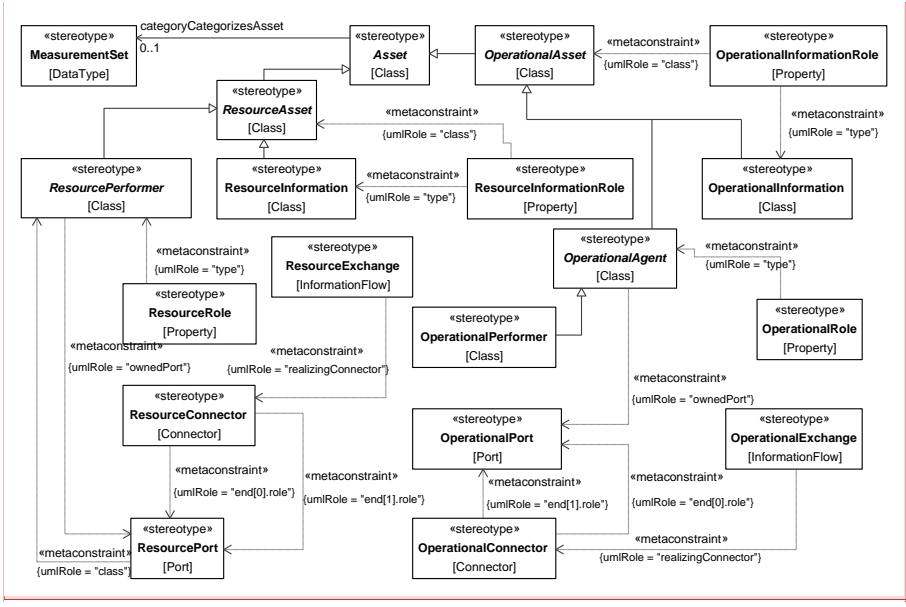 «stereotype»
MeasurementSet
[DataType]
categoryCategorizesAsset
0..1
«stereotype»
Asset
[Class]
«stereotype»
OperationalAsset
[Class]
«metaconstraint»
{umlRole = "class"}
«stereotype»
OperationalInformationRole
[Property]
«stereotype»
ResourceAsset
[Class]
«metaconstraint»
{umlRole = "class"}
«metaconstraint»
{umlRole = "type"}
«stereotype»
ResourcePerformer
[Class]
«stereotype»
ResourceInformation
[Class]
«metaconstraint»
{umlRole = "type"}
«stereotype»
ResourceInformationRole
[Property]
«stereotype»
OperationalInformation
[Class]
«metaconstraint»
{umlRole = "type"}
«stereotype»
ResourceExchange
[InformationFlow]
«stereotype»
OperationalAgent
[Class]
«metaconstraint»
{umlRole = "type"}
«stereotype»
ResourceRole
[Property]
«stereotype»
OperationalPerformer
[Class]
«stereotype»
OperationalRole
[Property]
«metaconstraint»
{umlRole = "ownedPort"}
«metaconstraint»
{umlRole = "realizingConnector"}
«metaconstraint»
{umlRole = "ownedPort"}
«stereotype»
ResourceConnector
[Connector]
«stereotype»
OperationalPort
[Port]
«stereotype»
OperationalExchange
[InformationFlow]
«metaconstraint»
{umlRole = "end[0].role"}
«metaconstraint»
{umlRole = "end[1].role"}
«metaconstraint»
{umlRole = "end[1].role"}
«metaconstraint»
{umlRole = "end[0].role"}
«stereotype»
ResourcePort
[Port]
«metaconstraint»
{umlRole = "class"}
«stereotype»
OperationalConnector
[Connector]
«metaconstraint»
{umlRole = "realizingConnector"}